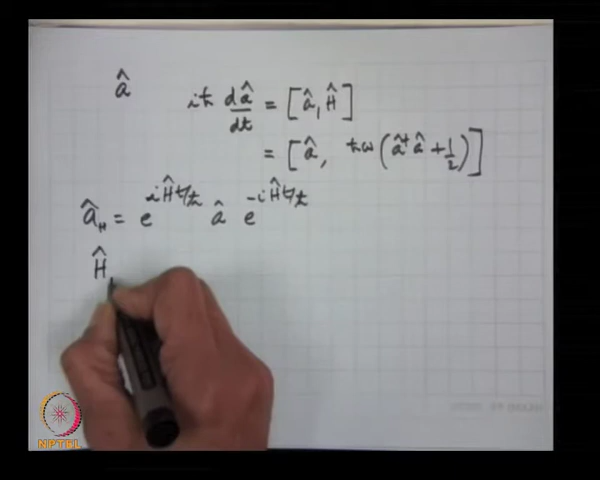 â    iħ dâ/dt = [â, Ĥ]
= [â, ħω(â†â + 1/2)]
â_H = e^{iĤt/ħ} â e^{-iĤt/ħ}
Ĥ
NPTEL